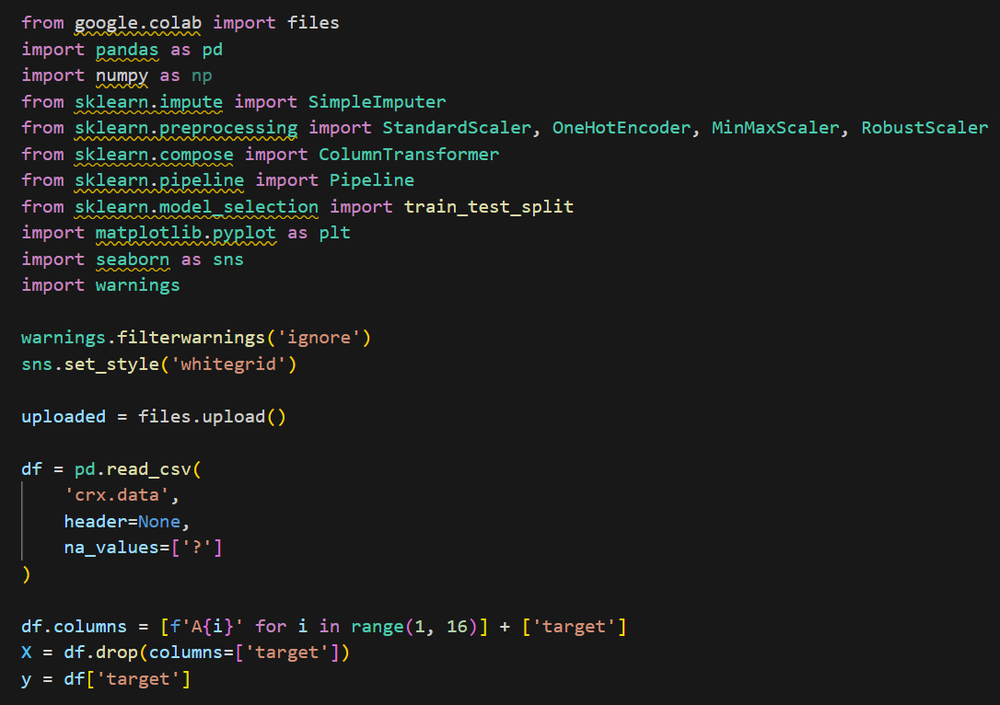 from google.colab import files
import pandas as pd
import numpy as np
from sklearn.impute import SimpleImputer
from sklearn.preprocessing import StandardScaler, OneHotEncoder, MinMaxScaler, RobustScaler
from sklearn.compose import ColumnTransformer
from sklearn.pipeline import Pipeline
from sklearn.model_selection import train_test_split
import matplotlib.pyplot as plt
import seaborn as sns
import warnings

warnings.filterwarnings('ignore')
sns.set_style('whitegrid')

uploaded = files.upload()

df = pd.read_csv(
    'crx.data',
    header=None,
    na_values=['?']
)

df.columns = [f'A{i}' for i in range(1, 16)] + ['target']
X = df.drop(columns=['target'])
y = df['target']